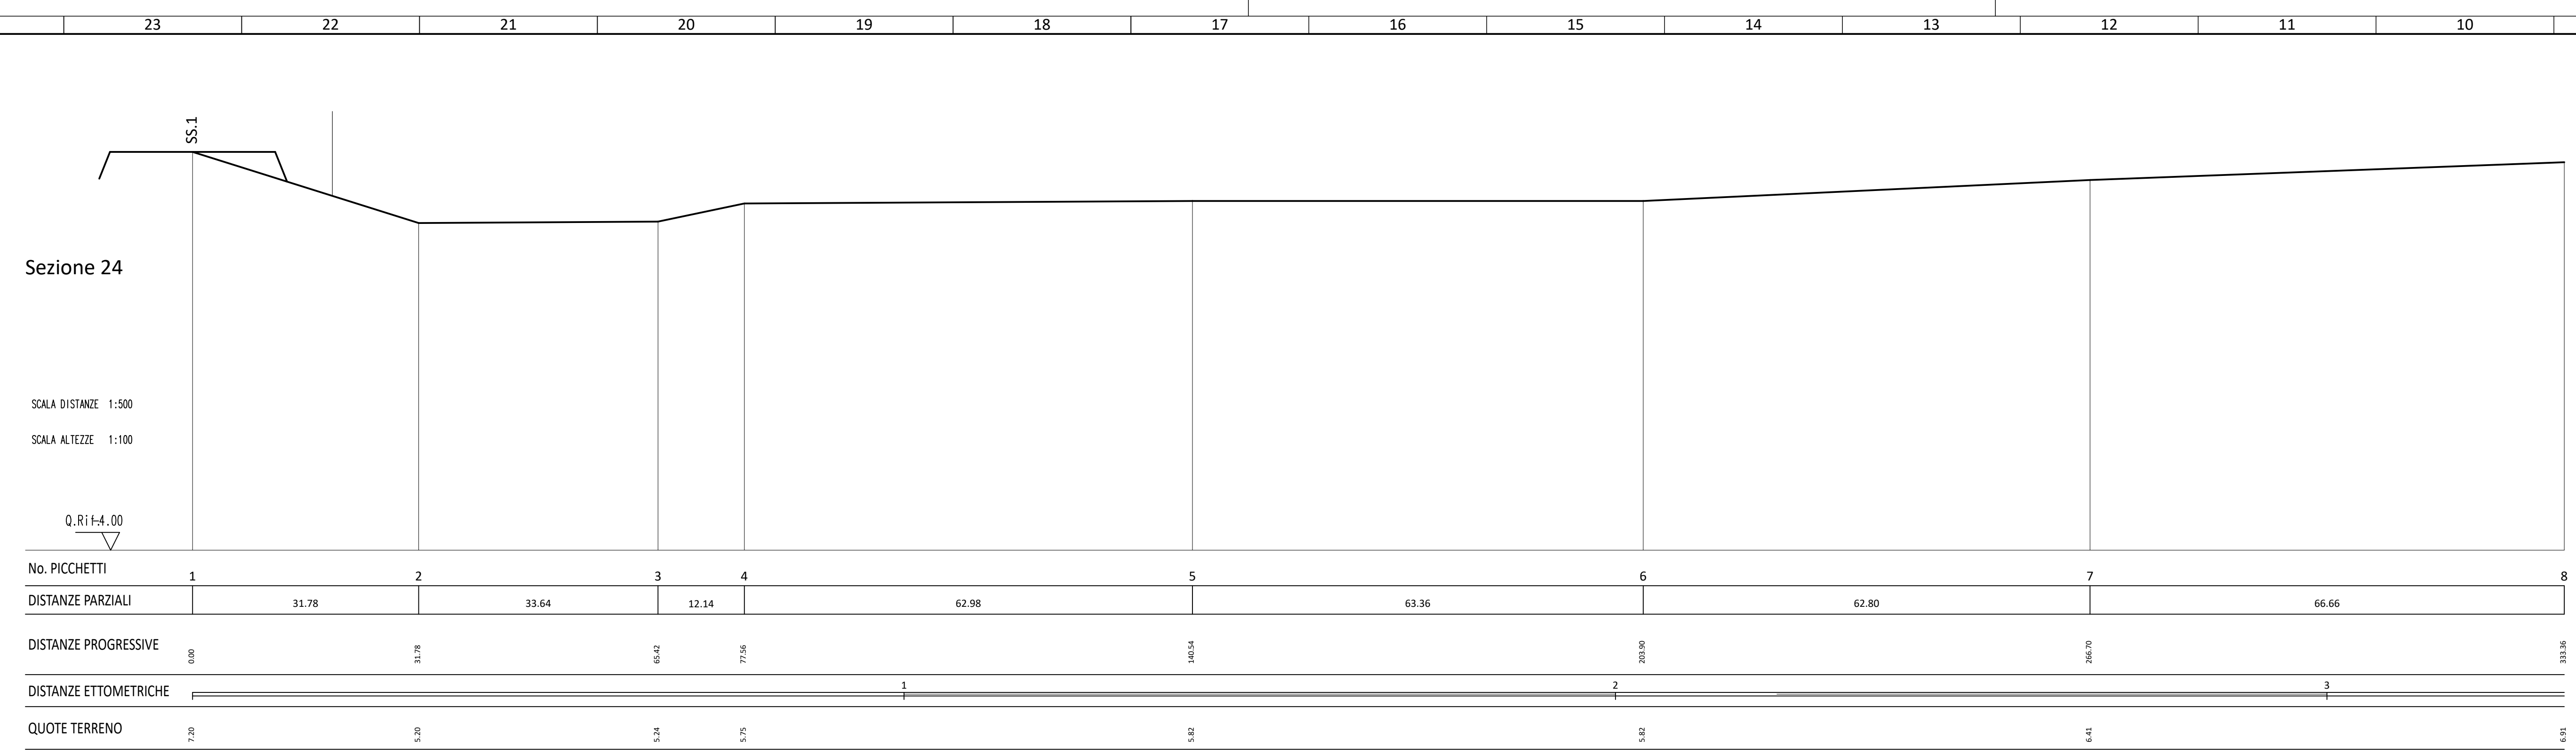 23 22 21 20 19 18 17 16 15 14 13 12 11 10
SS.1
Sezione 24
SCALA DISTANZE 1:500
SCALA ALTEZZE 1:100
Q.Rif-4.00
No. PICCHETTI 1 2 3 4 5 6 7 8
DISTANZE PARZIALI 31.78 33.64 12.14 62.98 63.36 62.80 66.66
DISTANZE PROGRESSIVE 0.00 31.78 65.42 77.56 140.54 203.90 266.70 333.36
DISTANZE ETTOMETRICHE 1 2 3
QUOTE TERRENO 7.20 5.20 5.24 5.75 5.82 5.82 6.41 6.91